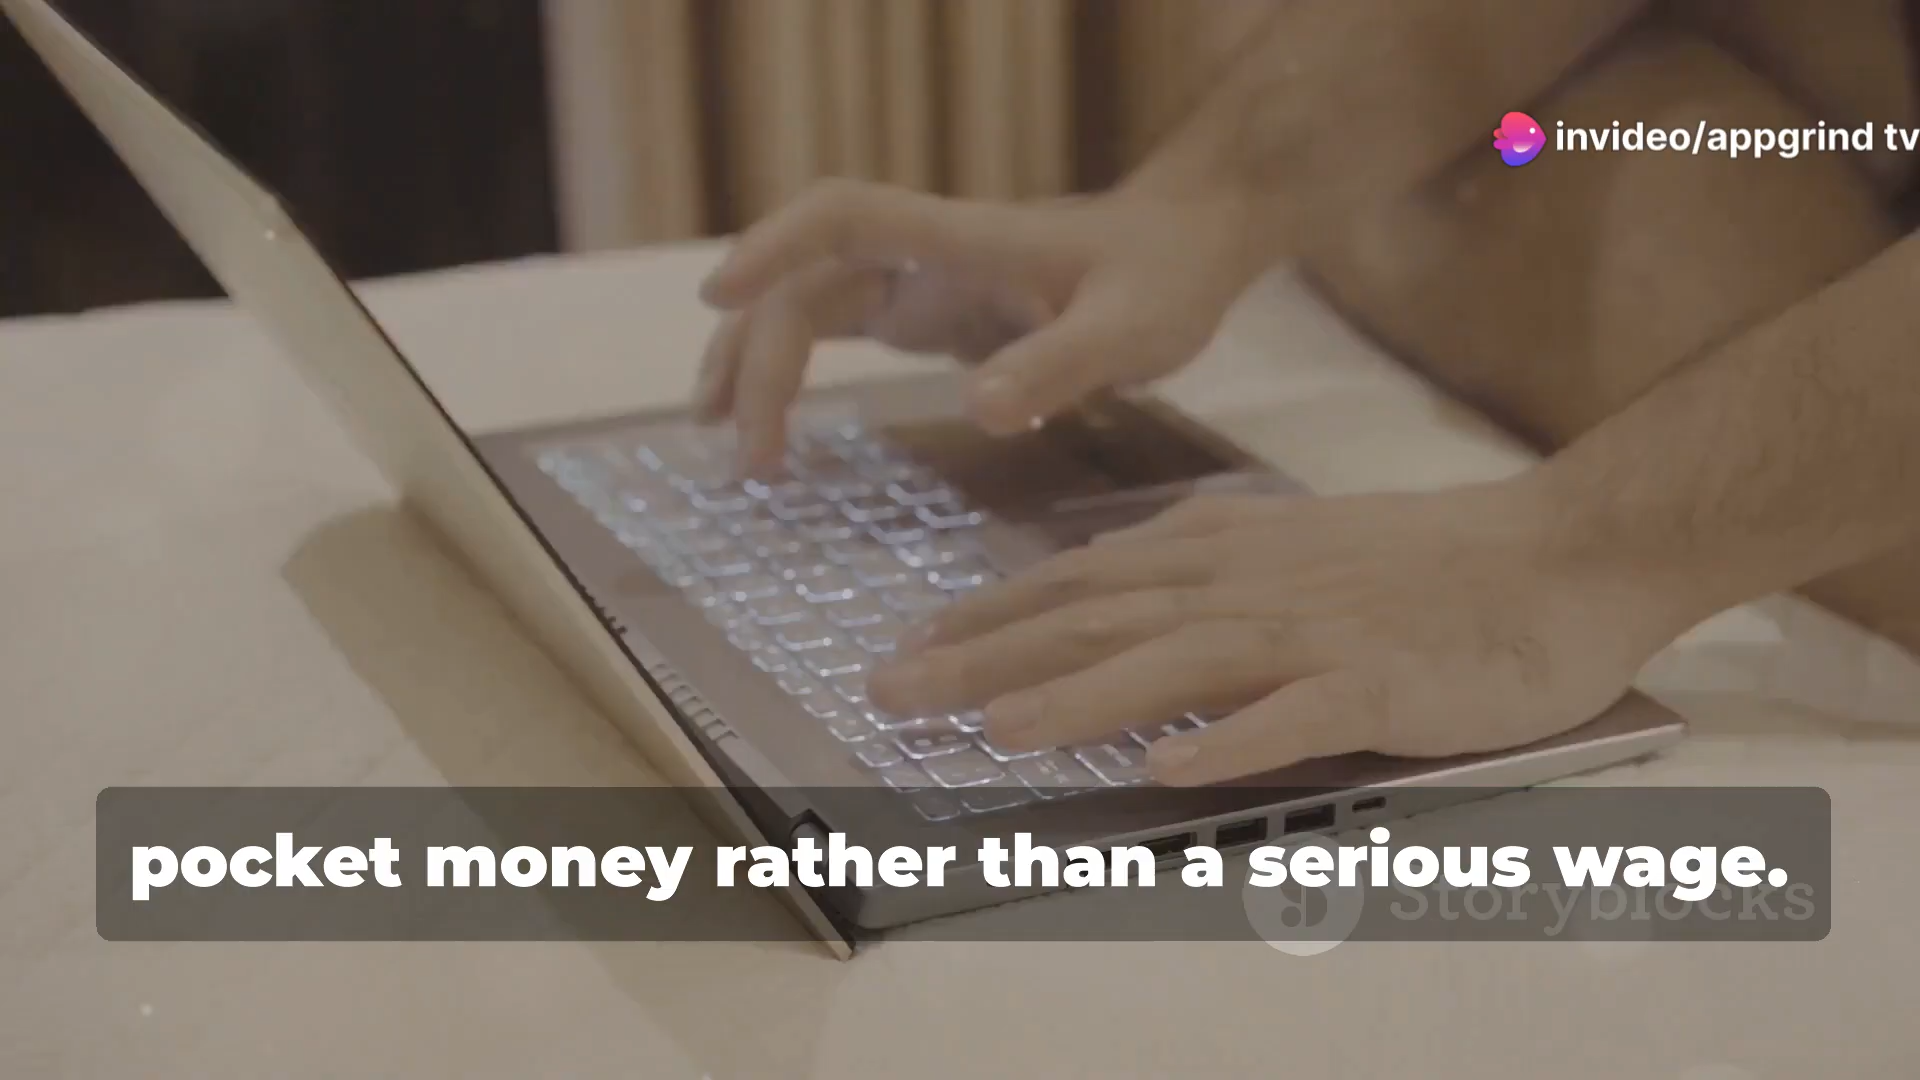 invideo/appgrind tv
pocket money rather than a serious wage.
Storyblocks